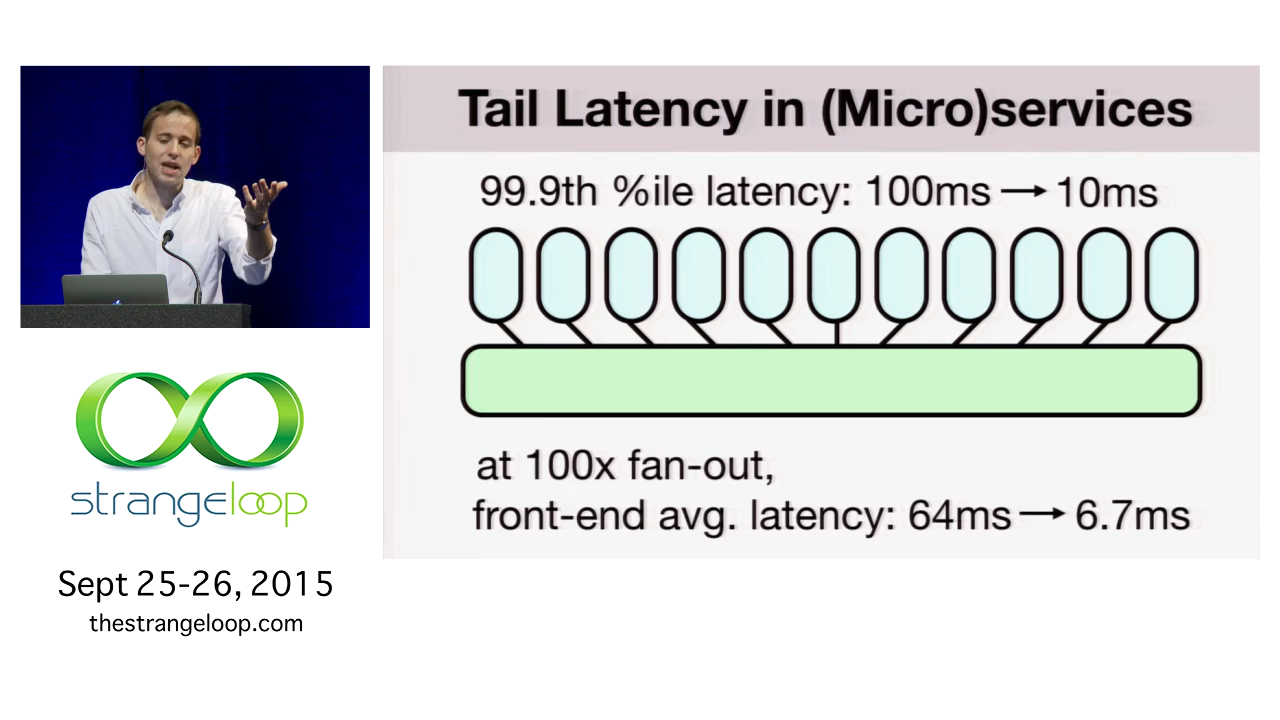 Tail Latency in (Micro)services
99.9th %ile latency: 100ms → 10ms
at 100x fan-out,
front-end avg. latency: 64ms → 6.7ms
strangeloop
Sept 25-26, 2015
thestrangeloop.com